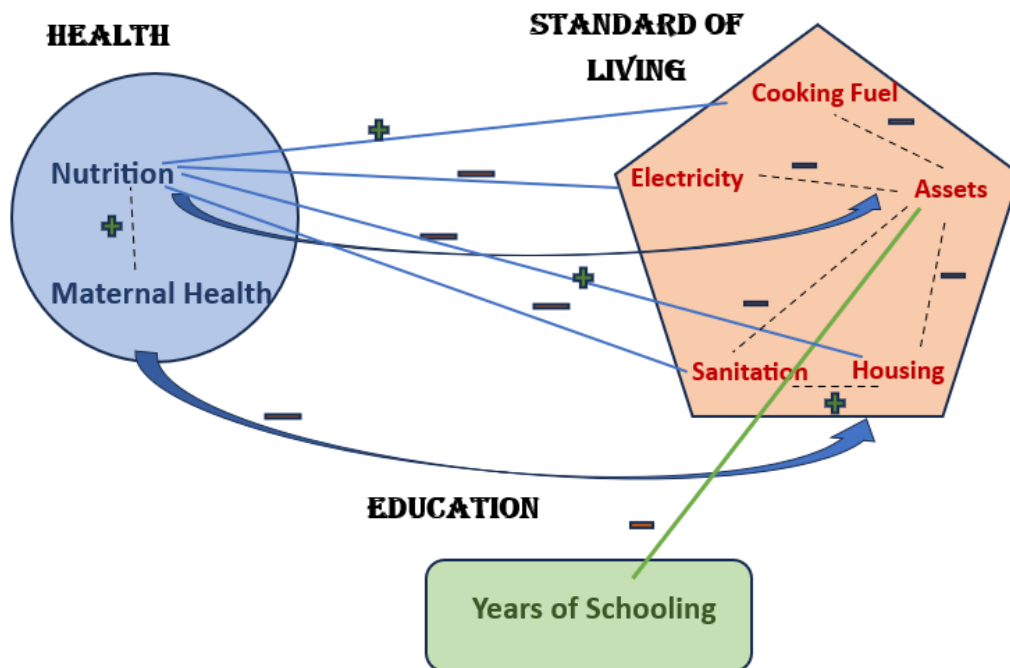 HEALTH
STANDARD OF
LIVING
Cooking Fuel
Nutrition
Electricity
Assets
Maternal Health
Sanitation
Housing
EDUCATION
Years of Schooling